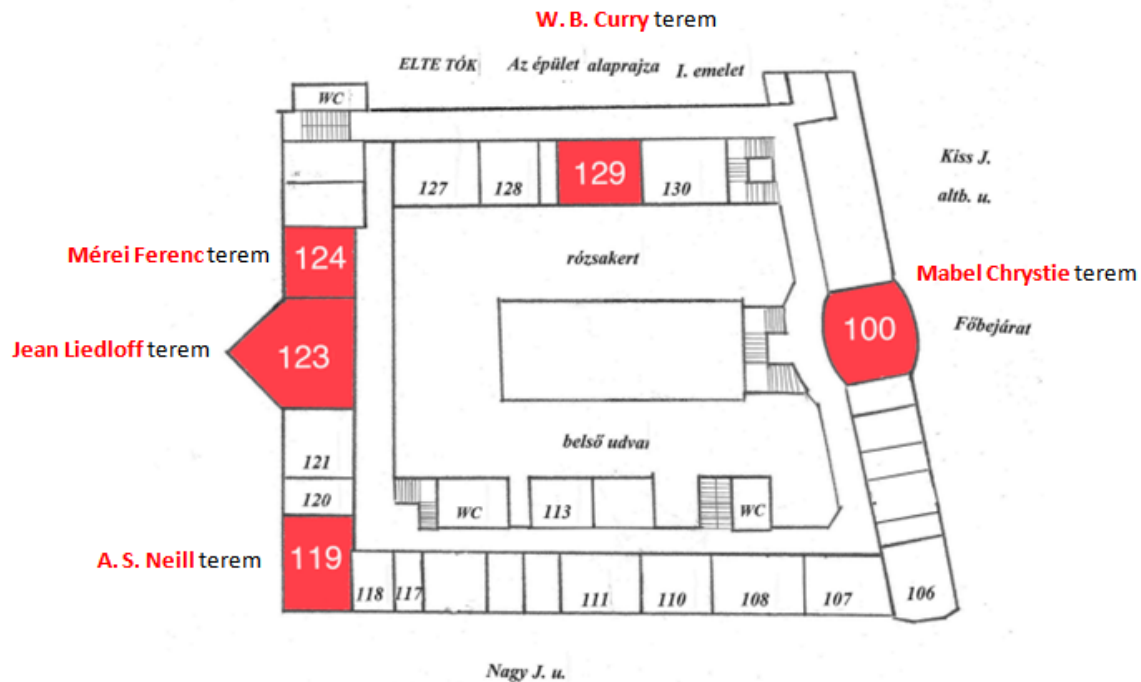 W. B. Curry terem
ELTE TÓK Az épület alaprajza I. emelet
WC
Kiss J.
altb. u.
127 128 129 130
Mérei Ferenc terem
124
rózsakert
Mabel Chrystie terem
100
Főbejárat
Jean Liedloff terem
123
belső udvar
121
120
WC 113 WC
A. S. Neill terem
119
118 117 111 110 108 107 106
Nagy J. u.